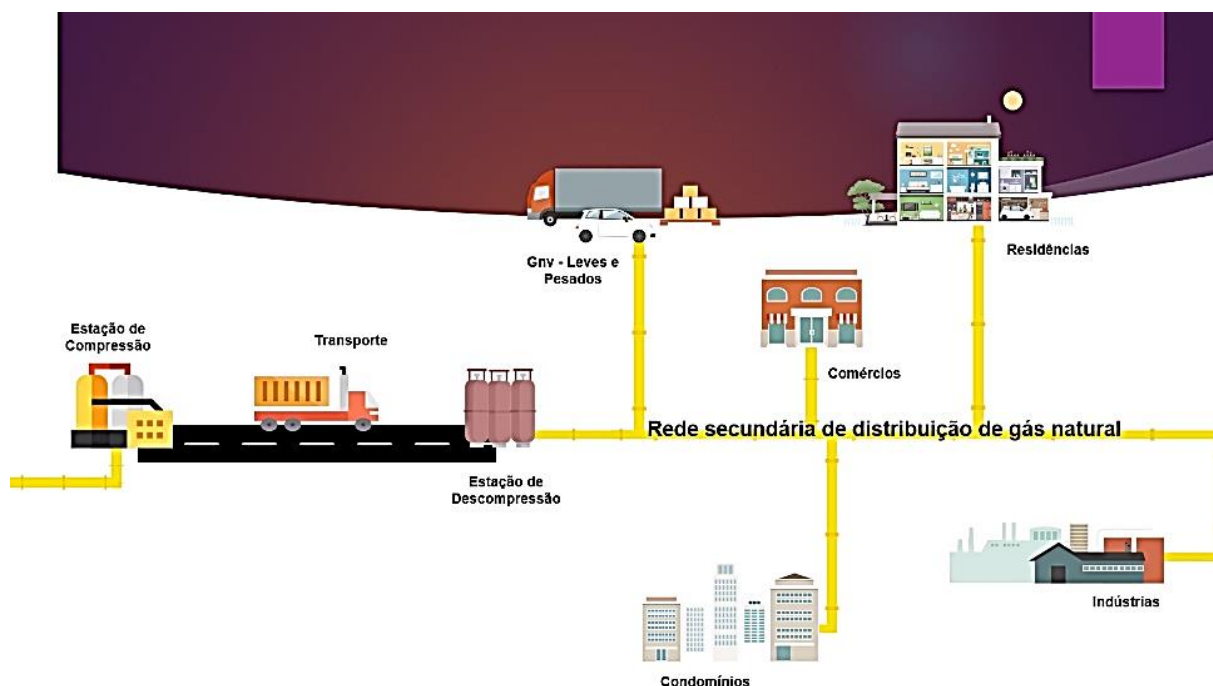 Gnv - Leves e
Pesados
Residências
Estação de
Compressão
Transporte
Comércios
Rede secundária de distribuição de gás natural
Estação de
Descompressão
Indústrias
Condomínios